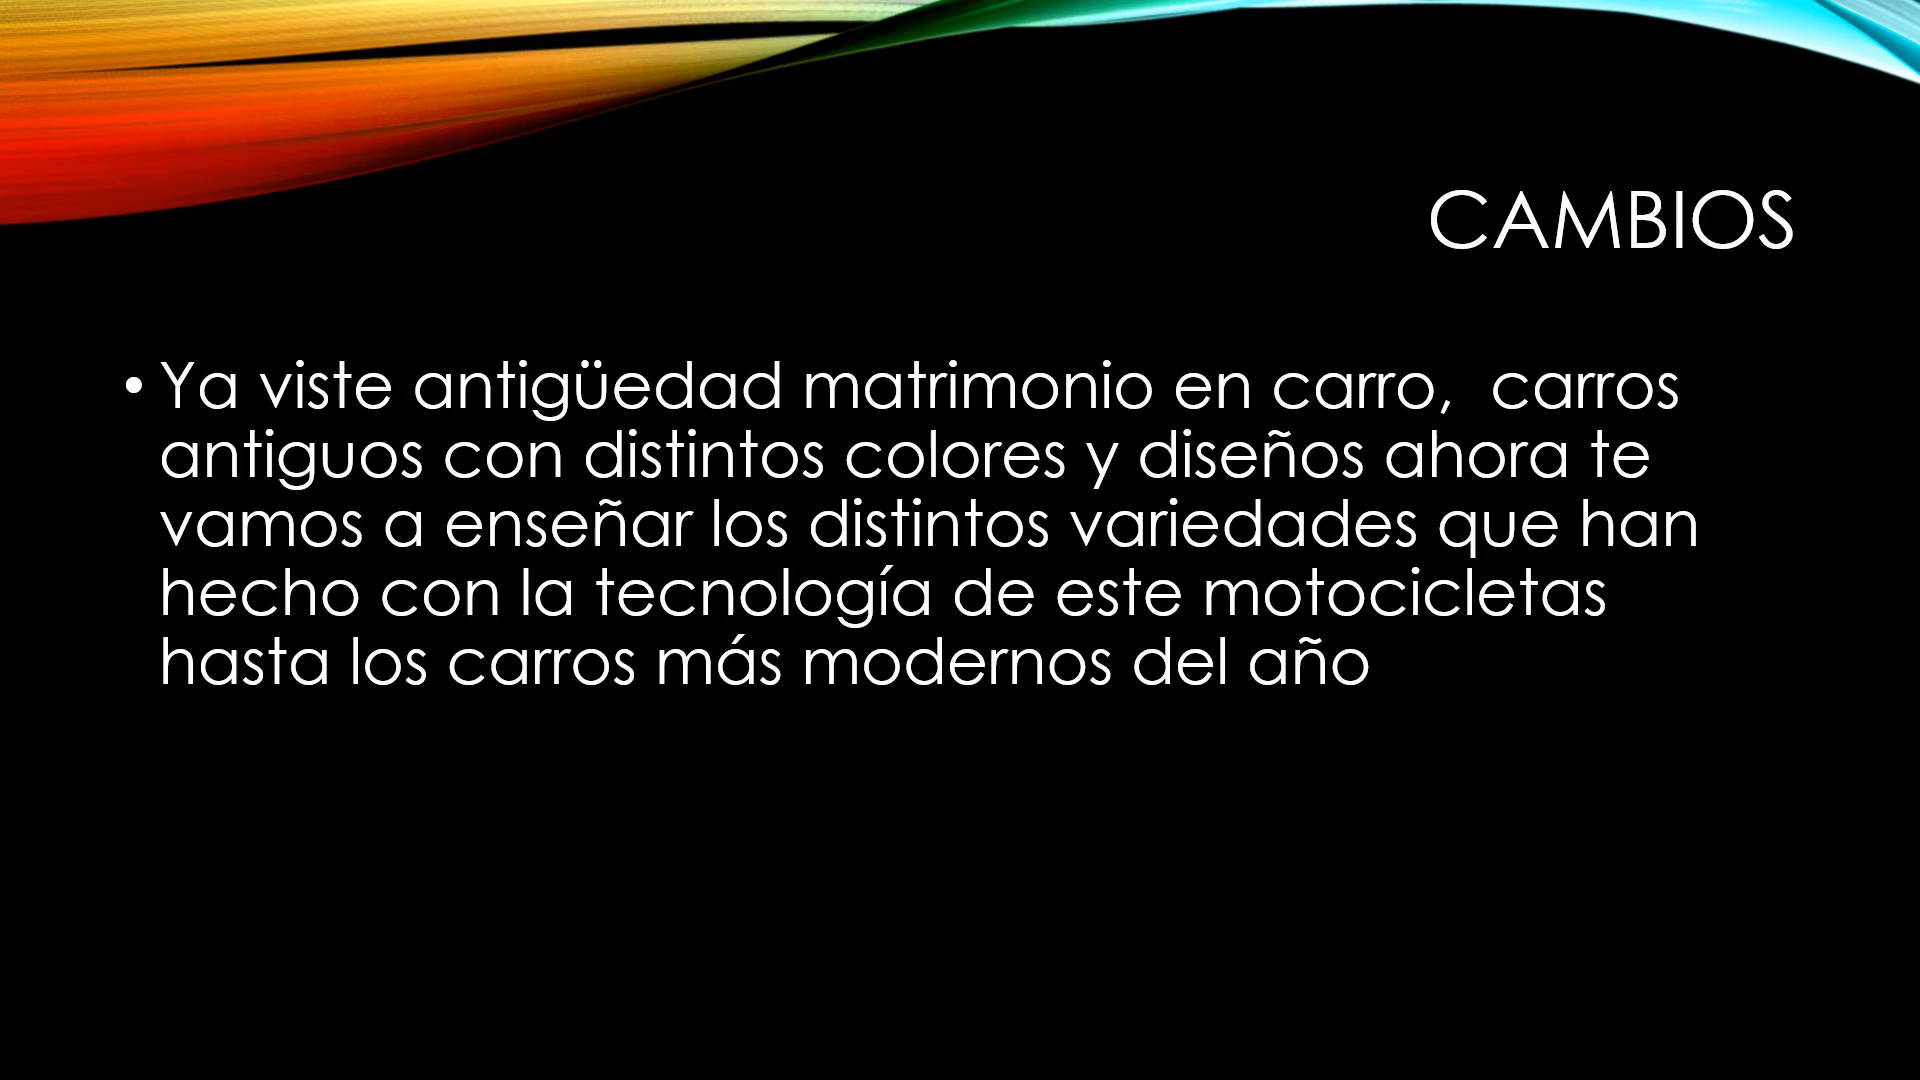 CAMBIOS
• Ya viste antigüedad matrimonio en carro,  carros
antiguos con distintos colores y diseños ahora te
vamos a enseñar los distintos variedades que han
hecho con la tecnología de este motocicletas
hasta los carros más modernos del año